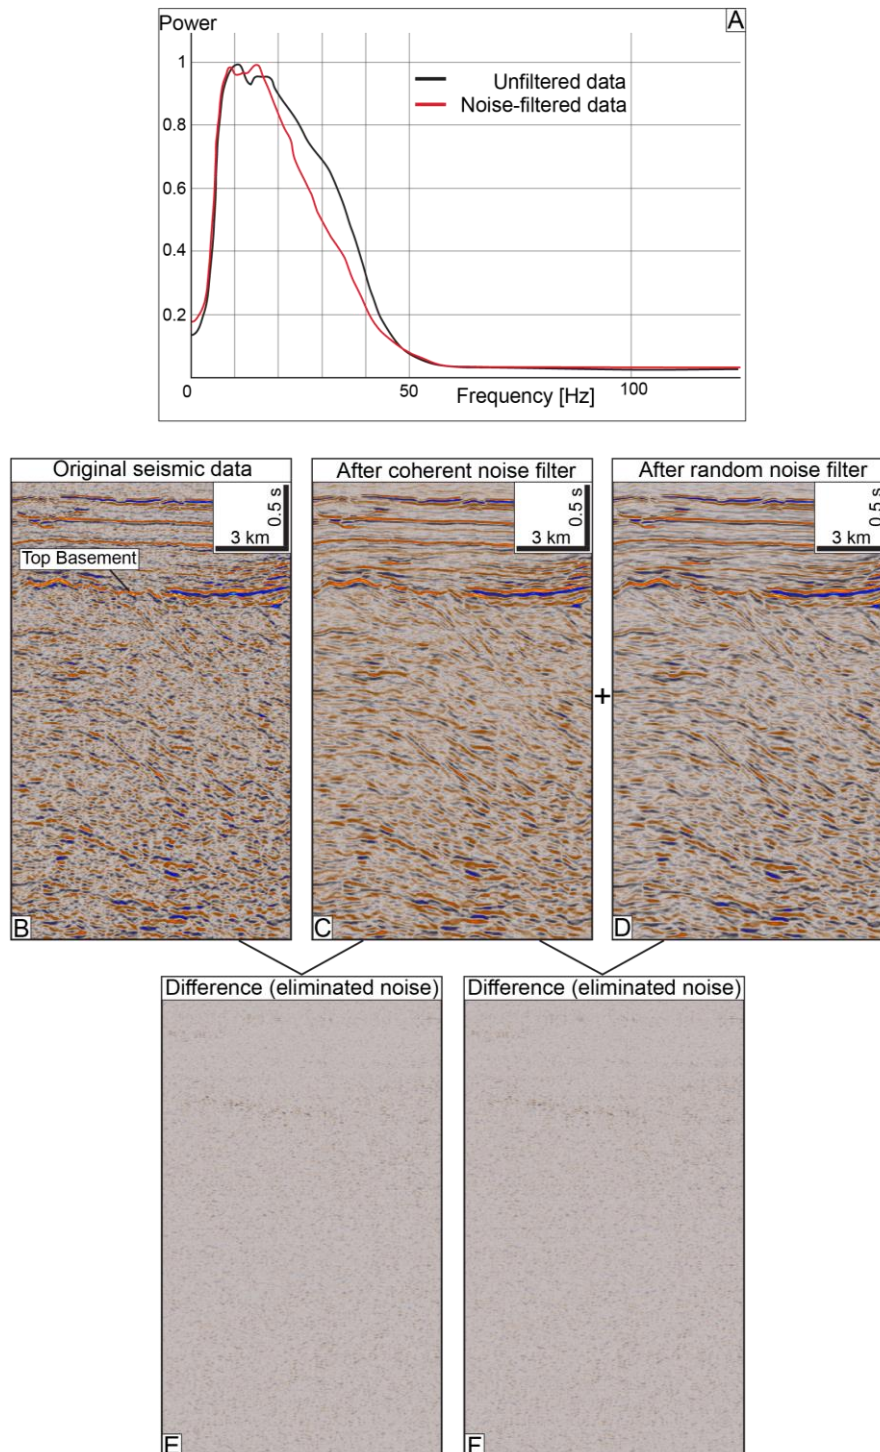 Power
A
1
0.8
0.6
0.4
0.2
Unfiltered data
Noise-filtered data
0
50
100
Frequency [Hz]
Original seismic data
After coherent noise filter
After random noise filter
3 km
0.5 s
3 km
0.5 s
3 km
0.5 s
Top Basement
+
B
C
D
Difference (eliminated noise)
Difference (eliminated noise)
E
F